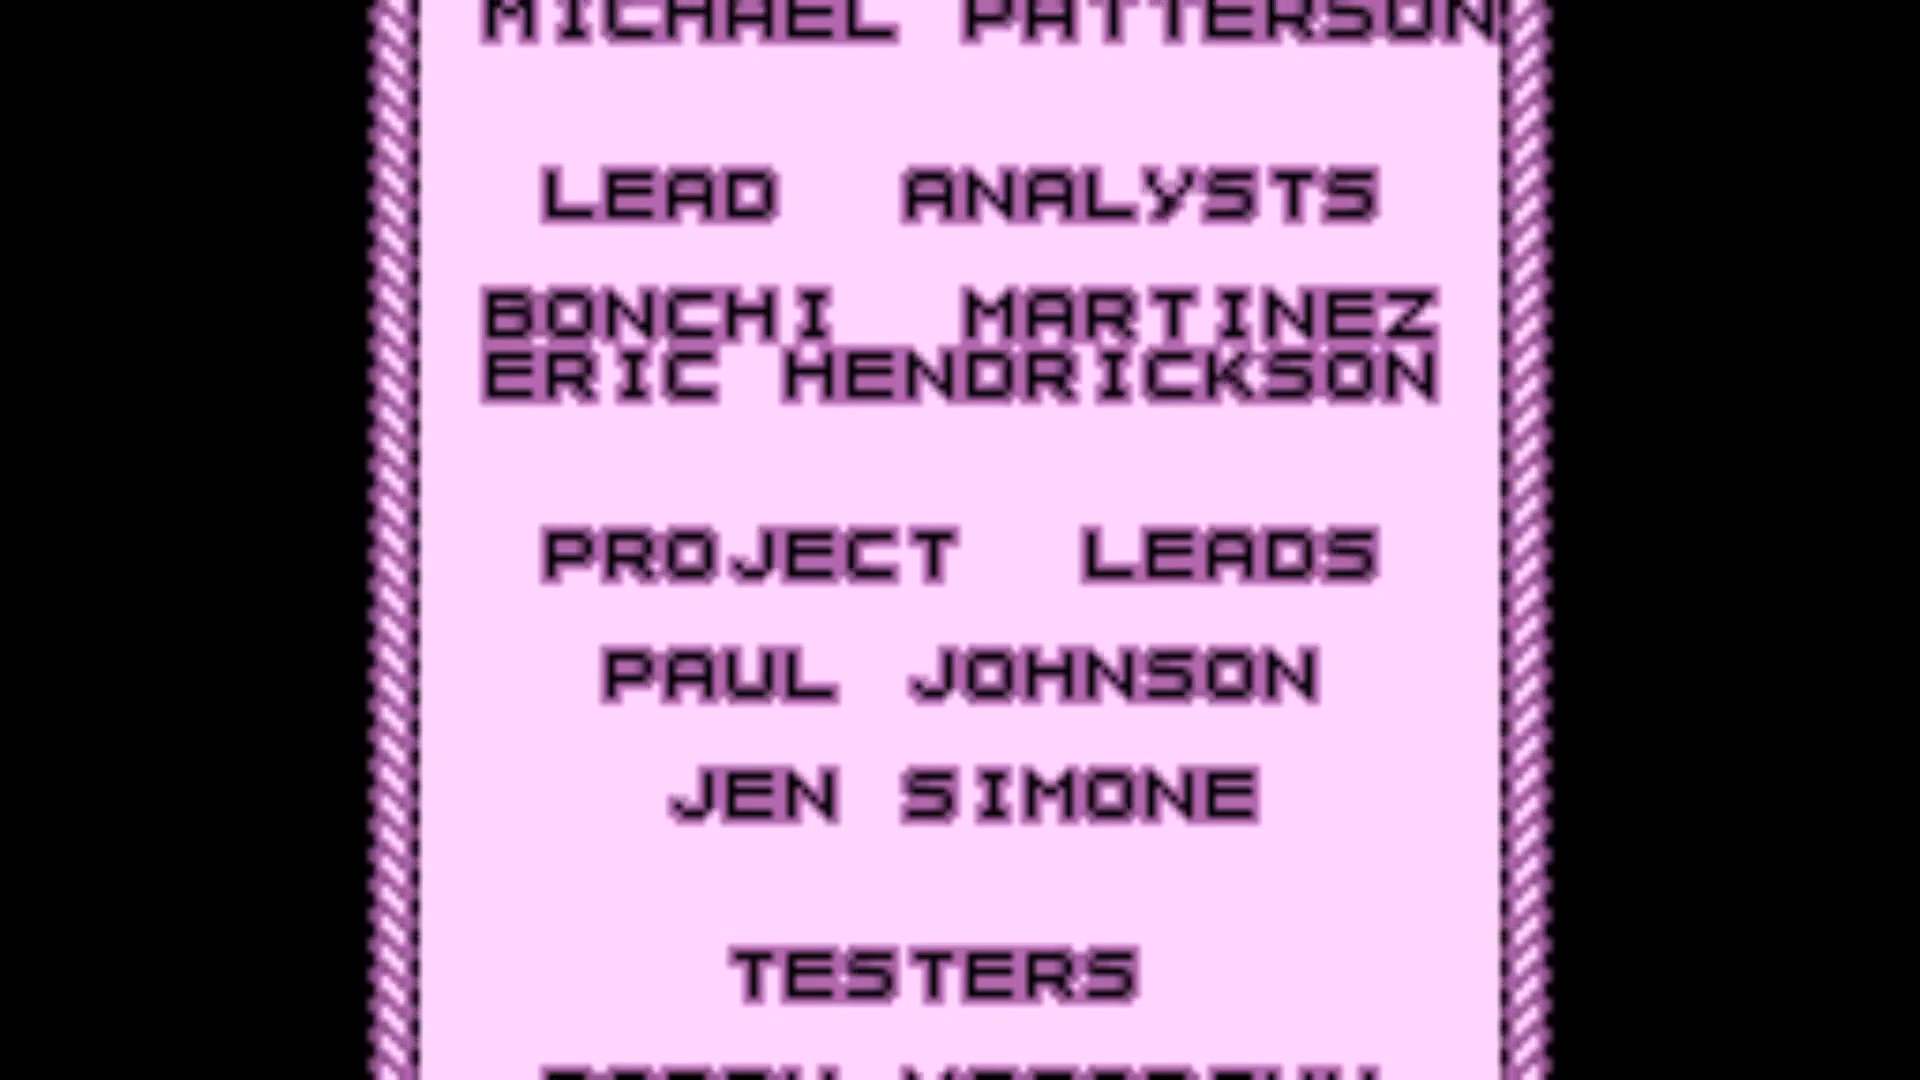 MICHAEL PATTERSON
LEAD ANALYSTS
BONCHI MARTINEZ
ERIC HENDRICKSON
PROJECT LEADS
PAUL JOHNSON
JEN SIMONE
TESTERS